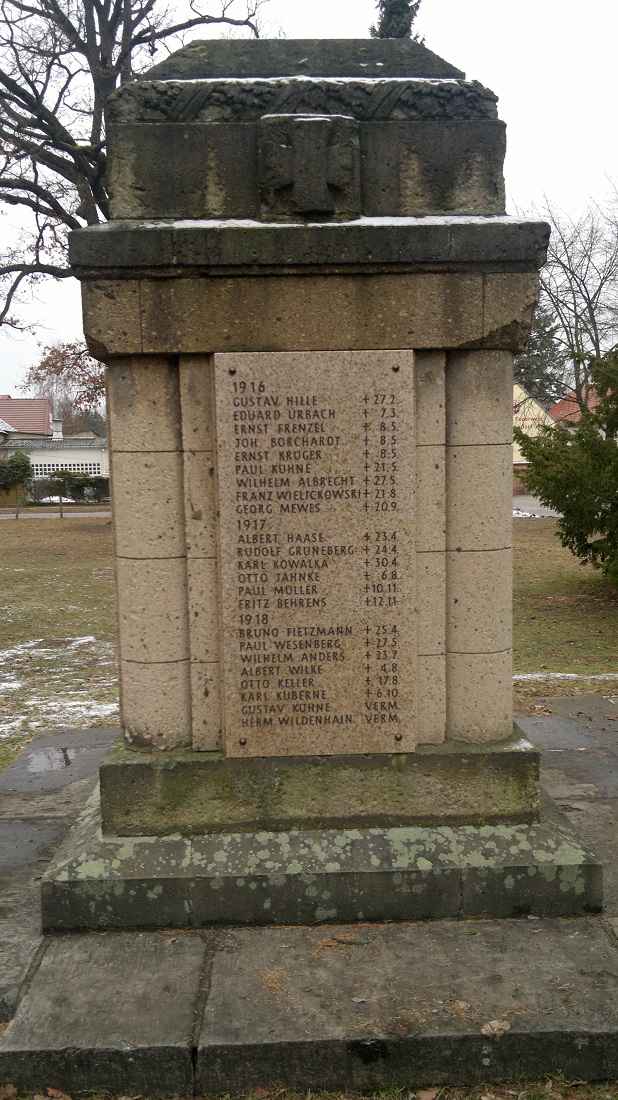 1916
GUSTAV HILLE + 27.2.
EDUARD URBACH + 7.3.
ERNST FRENZEL + 8.5.
JOH. BORCHARDT + 8.5.
ERNST KRÜGER + 8.5.
PAUL KÜHNE + 21.5.
WILHELM ALBRECHT + 27.5.
FRANZ WIELICKOWSKI + 21.8.
GEORG MEWES + 20.9.
1917
ALBERT HAASE + 23.4.
RUDOLF GRÜNEBERG + 24.4.
KARL KOWALKA + 30.4.
OTTO JAHNKE + 6.8.
PAUL MÜLLER + 10.11.
FRITZ BEHRENS + 12.11.
1918
BRUNO FIETZMANN + 25.4.
PAUL WESENBERG + 27.5.
WILHELM ANDERS + 23.7.
ALBERT WILKE + 4.8.
OTTO KELLER + 17.8.
KARL KÜBERNE + 6.10.
GUSTAV KÜHNE VERM.
HERM. WILDENHAIN VERM.